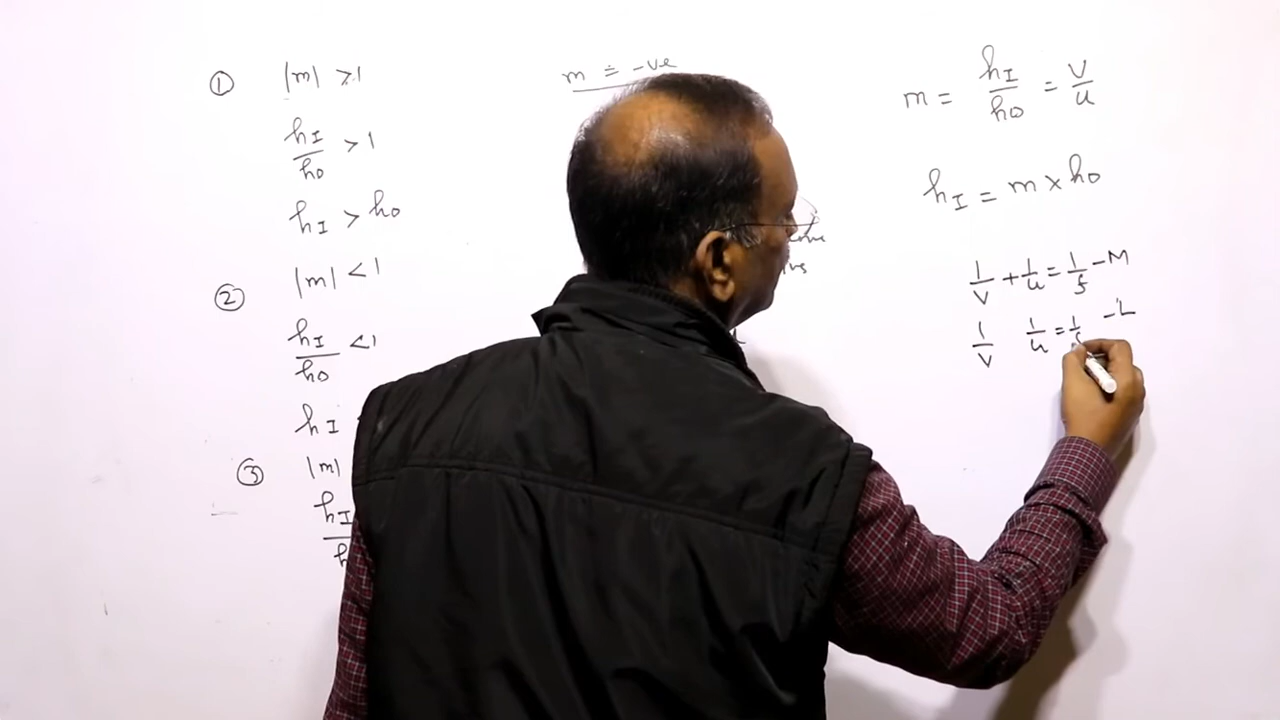 ① |m| > 1
hI/ho > 1
hI > ho
② |m| < 1
hI/ho < 1
hI
③ |m|
hI/h
m = -ve
m = hI/ho = v/u
hI = m × ho
1/v + 1/u = 1/f - M
1/v 1/u = 1/f - L